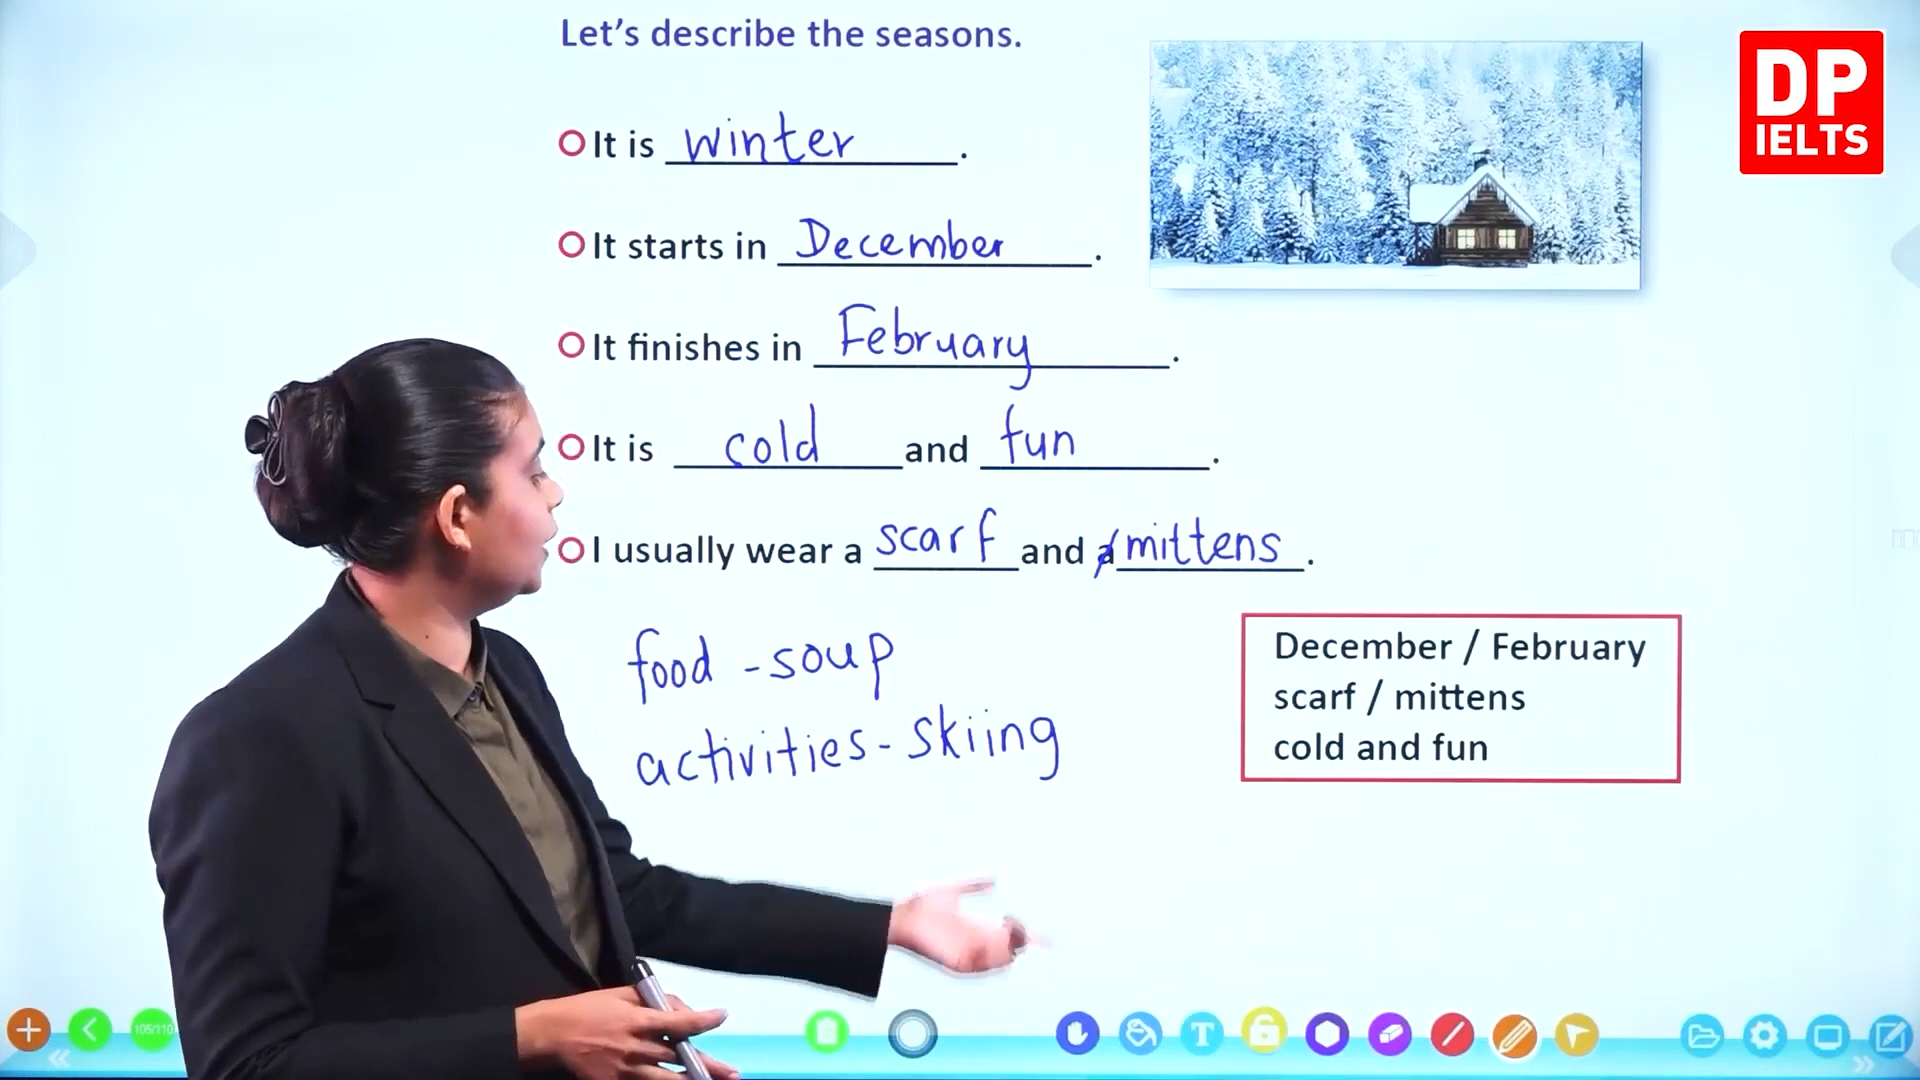 Let's describe the seasons.
DP
IELTS
It is winter.
It starts in December.
It finishes in February.
It is cold and fun.
I usually wear a scarf and a mittens.
food - soup
activities - skiing
December / February
scarf / mittens
cold and fun
105/110
T